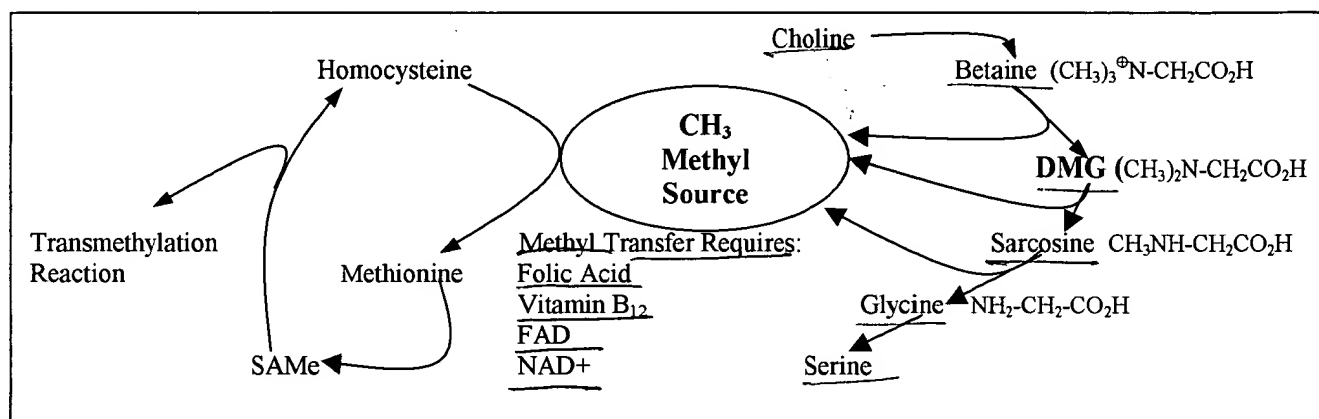 Choline
Homocysteine
Betaine (CH₃)₃⊕N-CH₂CO₂H
CH₃
Methyl
Source
DMG (CH₃)₂N-CH₂CO₂H
Transmethylation
Reaction
Methionine
Methyl Transfer Requires:
Folic Acid
Vitamin B₁₂
FAD
NAD+
Sarcosine CH₃NH-CH₂CO₂H
Glycine NH₂-CH₂-CO₂H
SAMe
Serine